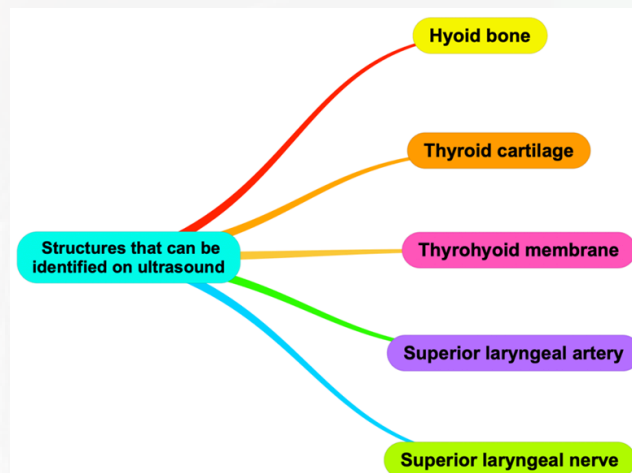 Hyoid bone
Thyroid cartilage
Structures that can be
identified on ultrasound
Thyrohyoid membrane
Superior laryngeal artery
Superior laryngeal nerve